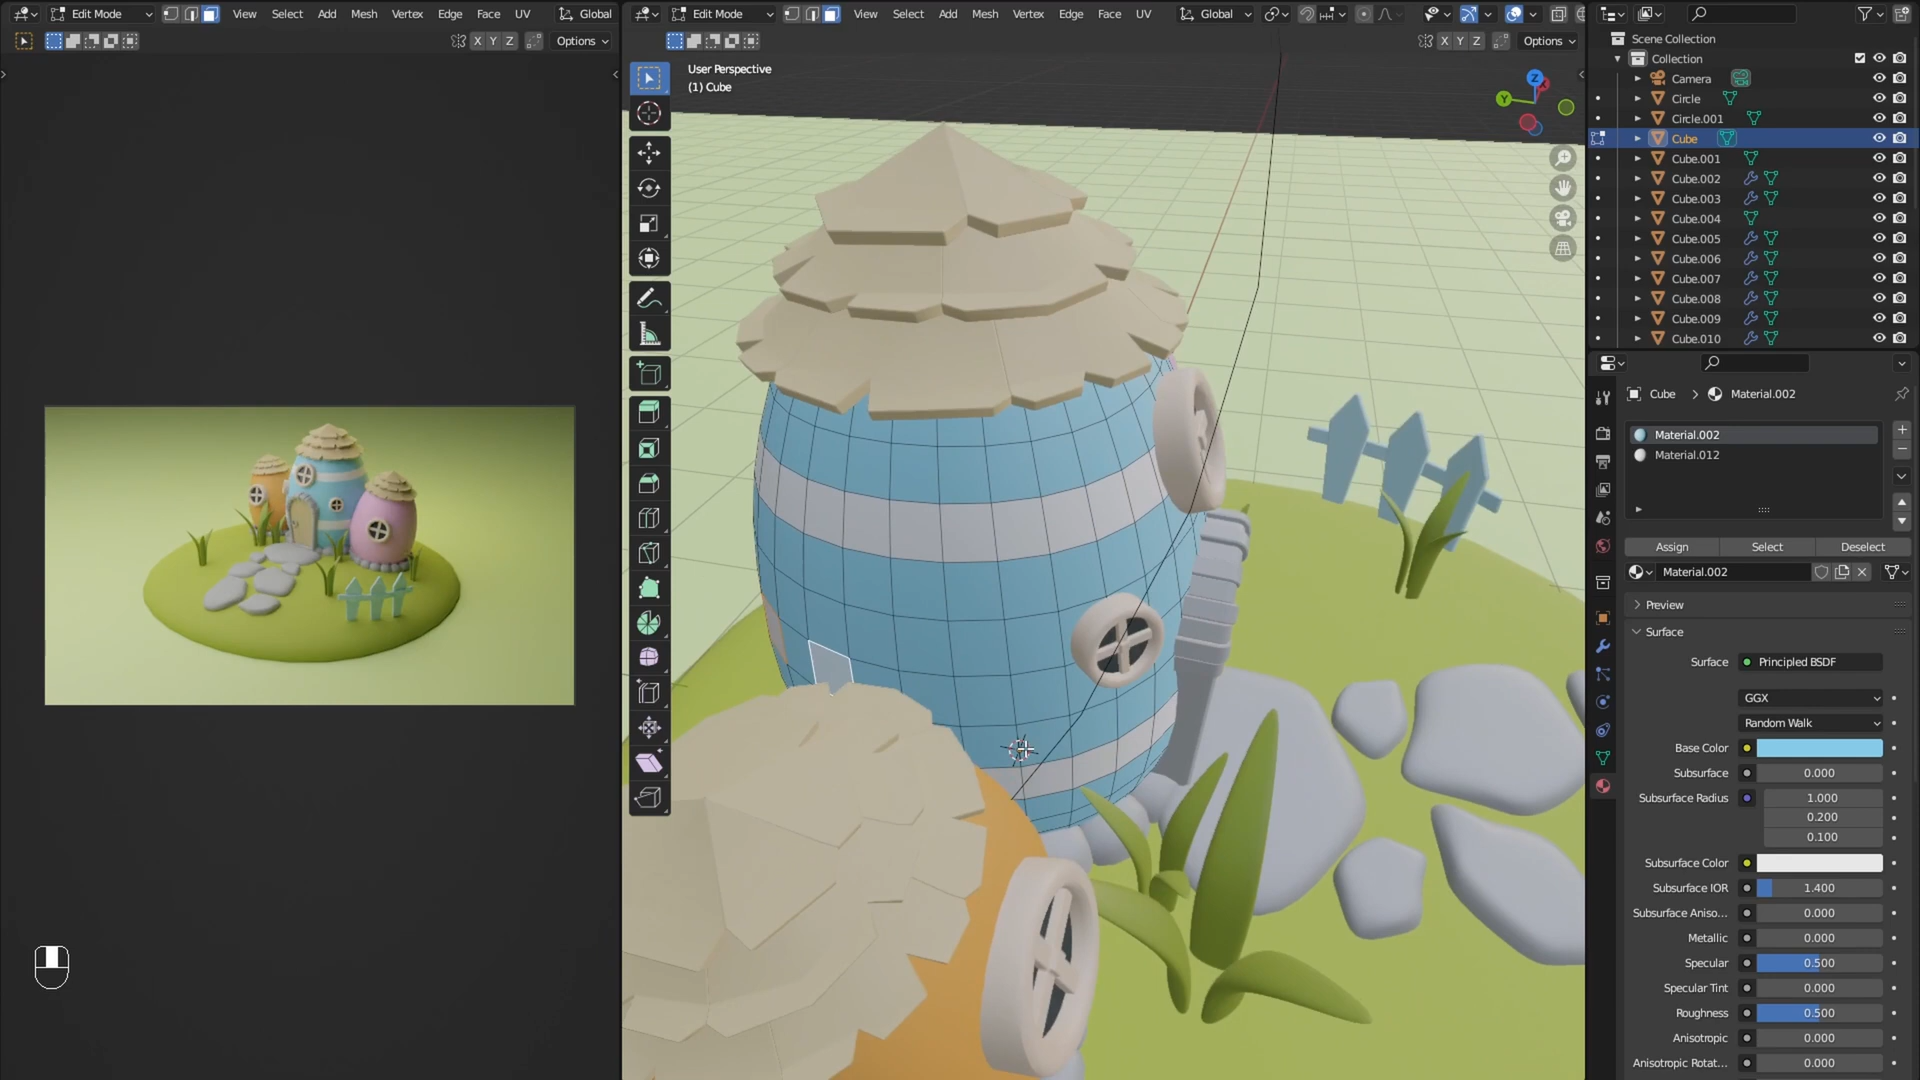 Edit Mode View Select Add Mesh Vertex Edge Face UV Global
X Y Z Options
Edit Mode View Select Add Mesh Vertex Edge Face UV Global
X Y Z Options
User Perspective
(1) Cube
Z
Y
X
Scene Collection
Collection
Camera
Circle
Circle.001
Cube
Cube.001
Cube.002
Cube.003
Cube.004
Cube.005
Cube.006
Cube.007
Cube.008
Cube.009
Cube.010
Cube Material.002
Material.002
Material.012
Assign Select Deselect
Material.002
Preview
Surface
Surface Principled BSDF
GGX
Random Walk
Base Color
Subsurface 0.000
Subsurface Radius 1.000
0.200
0.100
Subsurface Color
Subsurface IOR 1.400
Subsurface Aniso... 0.000
Metallic 0.000
Specular 0.500
Specular Tint 0.000
Roughness 0.500
Anisotropic 0.000
Anisotropic Rotat... 0.000